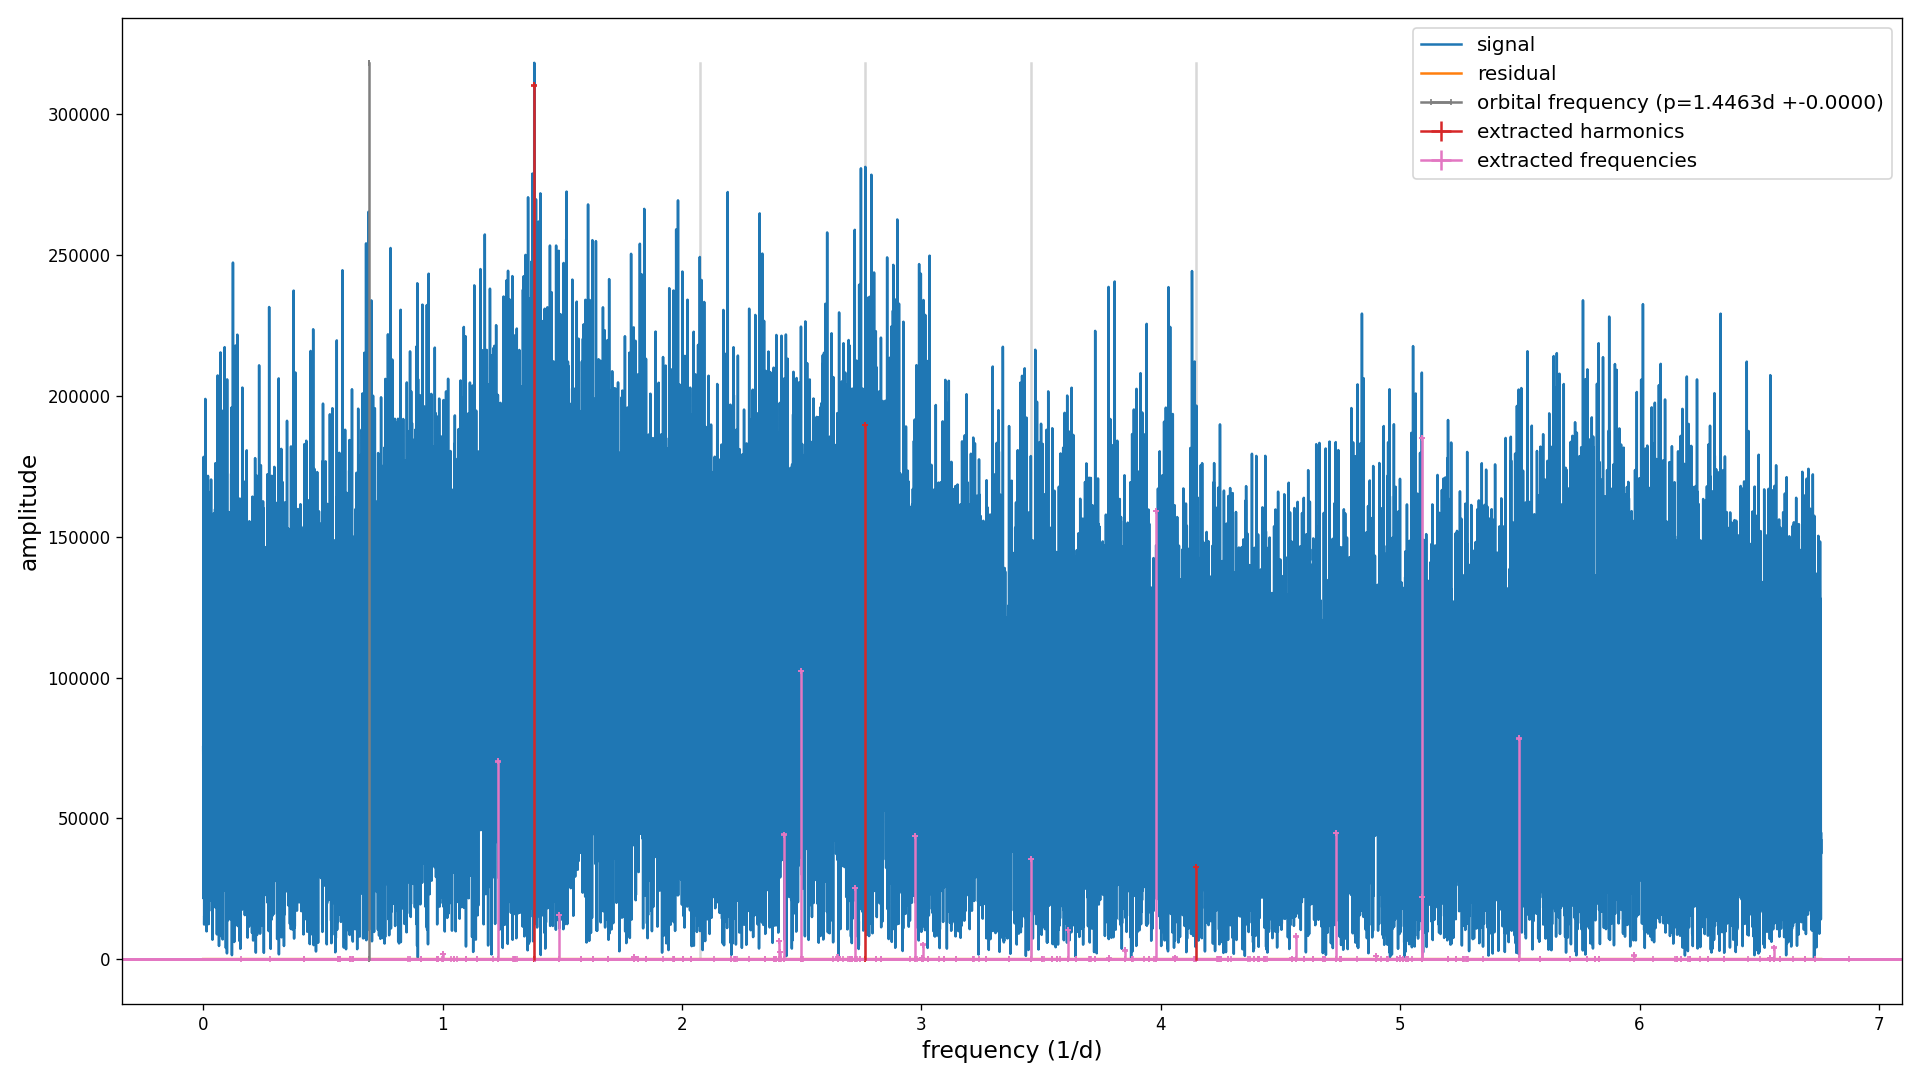 signal
residual
orbital frequency (p=1.4463d +-0.0000)
extracted harmonics
extracted frequencies
amplitude
300000
250000
200000
150000
100000
50000
0
0 1 2 3 4 5 6 7
frequency (1/d)